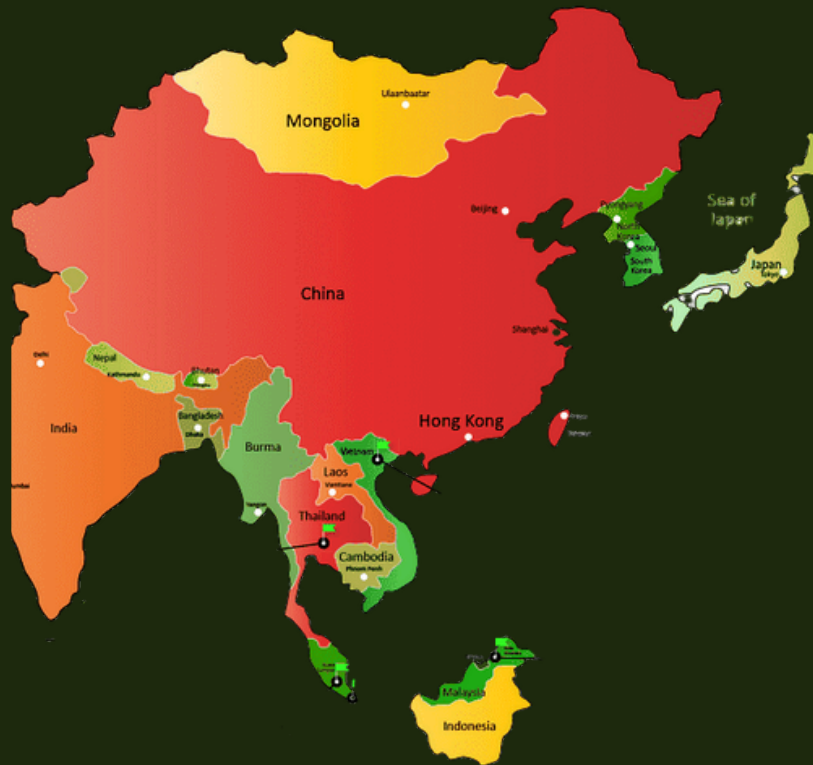 Ulaanbaatar
Mongolia
Beijing
Pyongyang
North
Korea
Seoul
South
Korea
Sea of
Japan
Japan
Tokyo
China
Shanghai
Delhi
Nepal
Kathmandu
Bhutan
India
Bangladesh
Dhaka
Hong Kong
Burma
Vietnam
Laos
Vientiane
Thailand
Cambodia
Phnom Penh
Malaysia
Indonesia